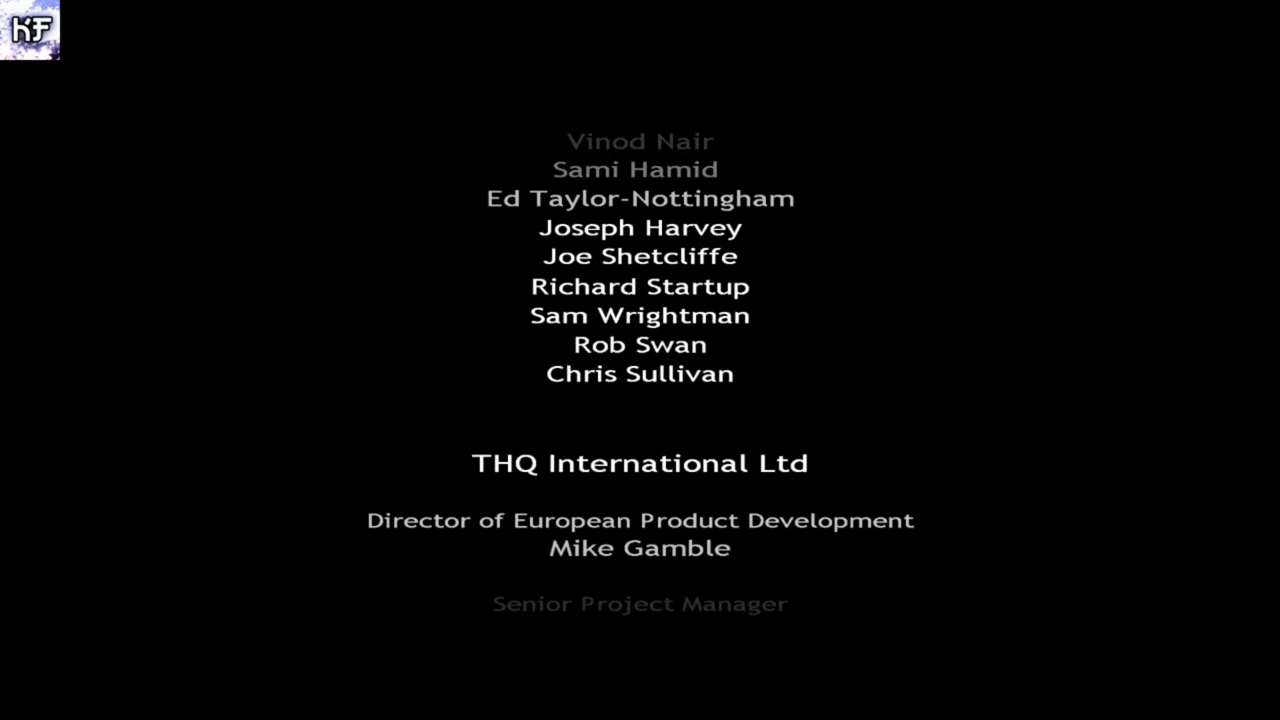 KF
Vinod Nair
Sami Hamid
Ed Taylor-Nottingham
Joseph Harvey
Joe Shetcliffe
Richard Startup
Sam Wrightman
Rob Swan
Chris Sullivan
THQ International Ltd
Director of European Product Development
Mike Gamble
Senior Project Manager